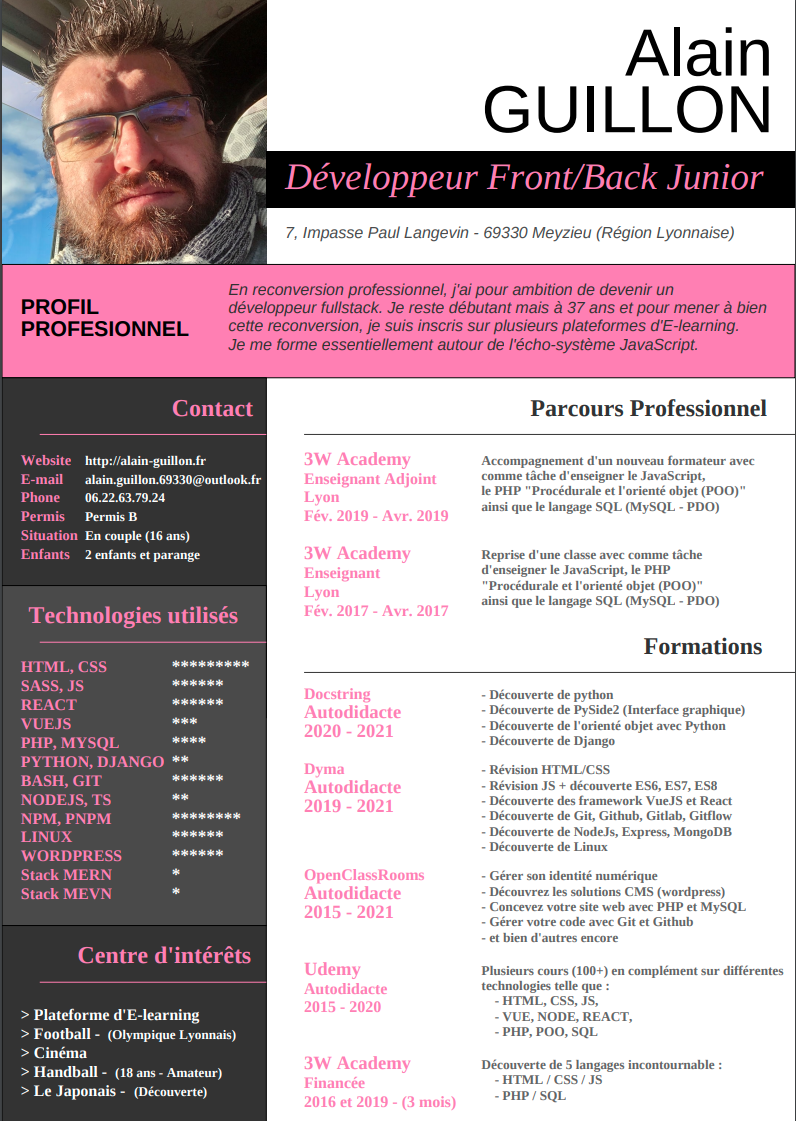 Alain
GUILLON
Développeur Front/Back Junior
7, Impasse Paul Langevin - 69330 Meyzieu (Région Lyonnaise)
PROFIL
PROFESIONNEL
En reconversion professionnel, j'ai pour ambition de devenir un
développeur fullstack. Je reste débutant mais à 37 ans et pour mener à bien
cette reconversion, je suis inscris sur plusieurs plateformes d'E-learning.
Je me forme essentiellement autour de l'écho-système JavaScript.
Contact
Website http://alain-guillon.fr
E-mail alain.guillon.69330@outlook.fr
Phone 06.22.63.79.24
Permis Permis B
Situation En couple (16 ans)
Enfants 2 enfants et parange
Technologies utilisés
HTML, CSS *********
SASS, JS ******
REACT ******
VUEJS ***
PHP, MYSQL ****
PYTHON, DJANGO **
BASH, GIT ******
NODEJS, TS **
NPM, PNPM ********
LINUX ******
WORDPRESS ******
Stack MERN *
Stack MEVN *
Centre d'intérêts
> Plateforme d'E-learning
> Football - (Olympique Lyonnais)
> Cinéma
> Handball - (18 ans - Amateur)
> Le Japonais - (Découverte)
Parcours Professionnel
3W Academy
Enseignant Adjoint
Lyon
Fév. 2019 - Avr. 2019
Accompagnement d'un nouveau formateur avec
comme tâche d'enseigner le JavaScript,
le PHP "Procédurale et l'orienté objet (POO)"
ainsi que le langage SQL (MySQL - PDO)
3W Academy
Enseignant
Lyon
Fév. 2017 - Avr. 2017
Reprise d'une classe avec comme tâche
d'enseigner le JavaScript, le PHP
"Procédurale et l'orienté objet (POO)"
ainsi que le langage SQL (MySQL - PDO)
Formations
Docstring
Autodidacte
2020 - 2021
- Découverte de python
- Découverte de PySide2 (Interface graphique)
- Découverte de l'orienté objet avec Python
- Découverte de Django
Dyma
Autodidacte
2019 - 2021
- Révision HTML/CSS
- Révision JS + découverte ES6, ES7, ES8
- Découverte des framework VueJS et React
- Découverte de Git, Github, Gitlab, Gitflow
- Découverte de NodeJs, Express, MongoDB
- Découverte de Linux
OpenClassRooms
Autodidacte
2015 - 2021
- Gérer son identité numérique
- Découvrez les solutions CMS (wordpress)
- Concevez votre site web avec PHP et MySQL
- Gérer votre code avec Git et Github
- et bien d'autres encore
Udemy
Autodidacte
2015 - 2020
Plusieurs cours (100+) en complément sur différentes
technologies telle que :
- HTML, CSS, JS,
- VUE, NODE, REACT,
- PHP, POO, SQL
3W Academy
Financée
2016 et 2019 - (3 mois)
Découverte de 5 langages incontournable :
- HTML / CSS / JS
- PHP / SQL